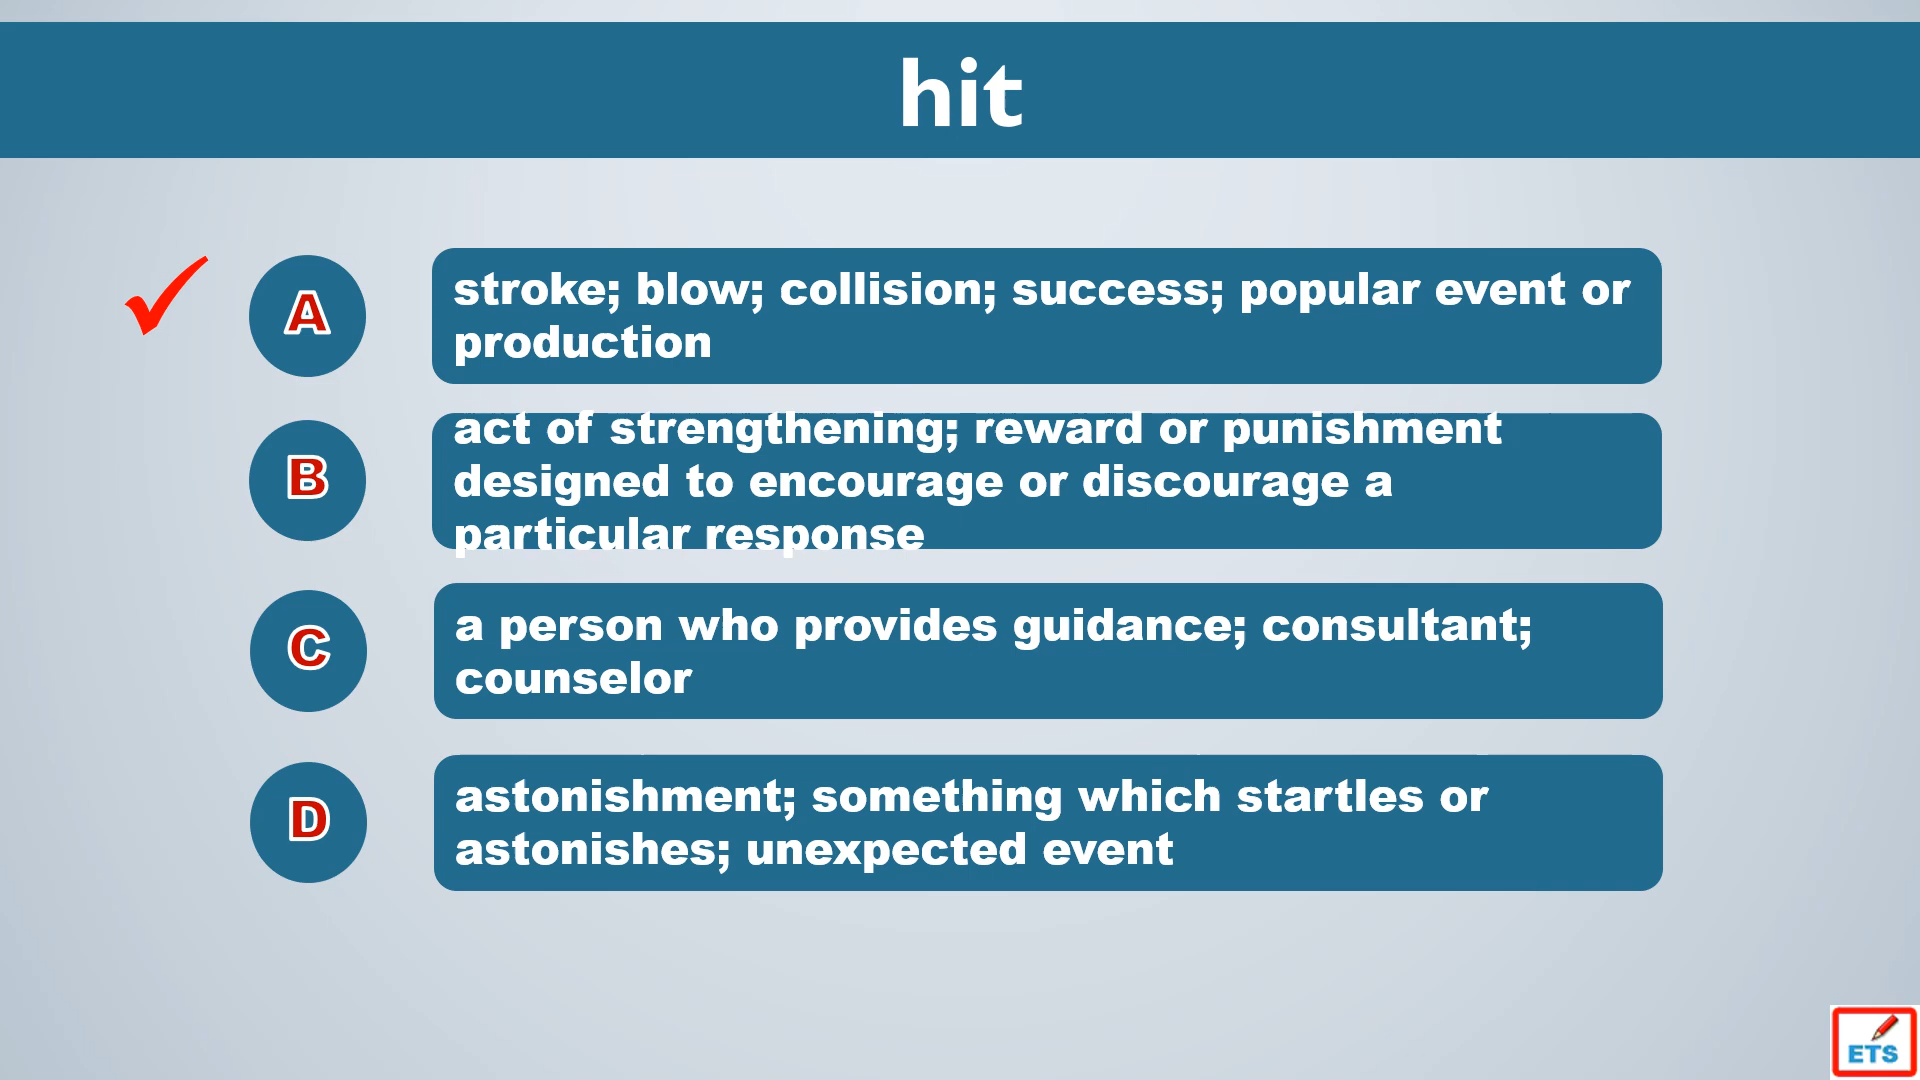 hit
A
stroke; blow; collision; success; popular event or
production
B
act of strengthening; reward or punishment
designed to encourage or discourage a
particular response
C
a person who provides guidance; consultant;
counselor
D
astonishment; something which startles or
astonishes; unexpected event
ETS